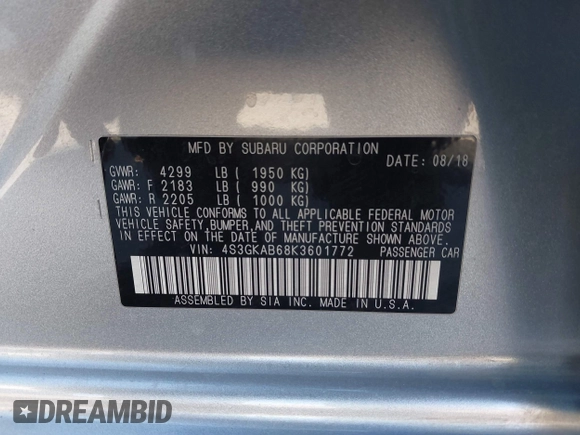 MFD BY SUBARU CORPORATION
DATE: 08/18
GVWR: 4299 LB ( 1950 KG)
GAWR: F 2183 LB ( 990 KG)
GAWR: R 2205 LB ( 1000 KG)
THIS VEHICLE CONFORMS TO ALL APPLICABLE FEDERAL MOTOR
VEHICLE SAFETY,BUMPER,AND THEFT PREVENTION STANDARDS
IN EFFECT ON THE DATE OF MANUFACTURE SHOWN ABOVE.
VIN: 4S3GKAB68K3601772 PASSENGER CAR
ASSEMBLED BY SIA INC. MADE IN U.S.A.
DREAMBID